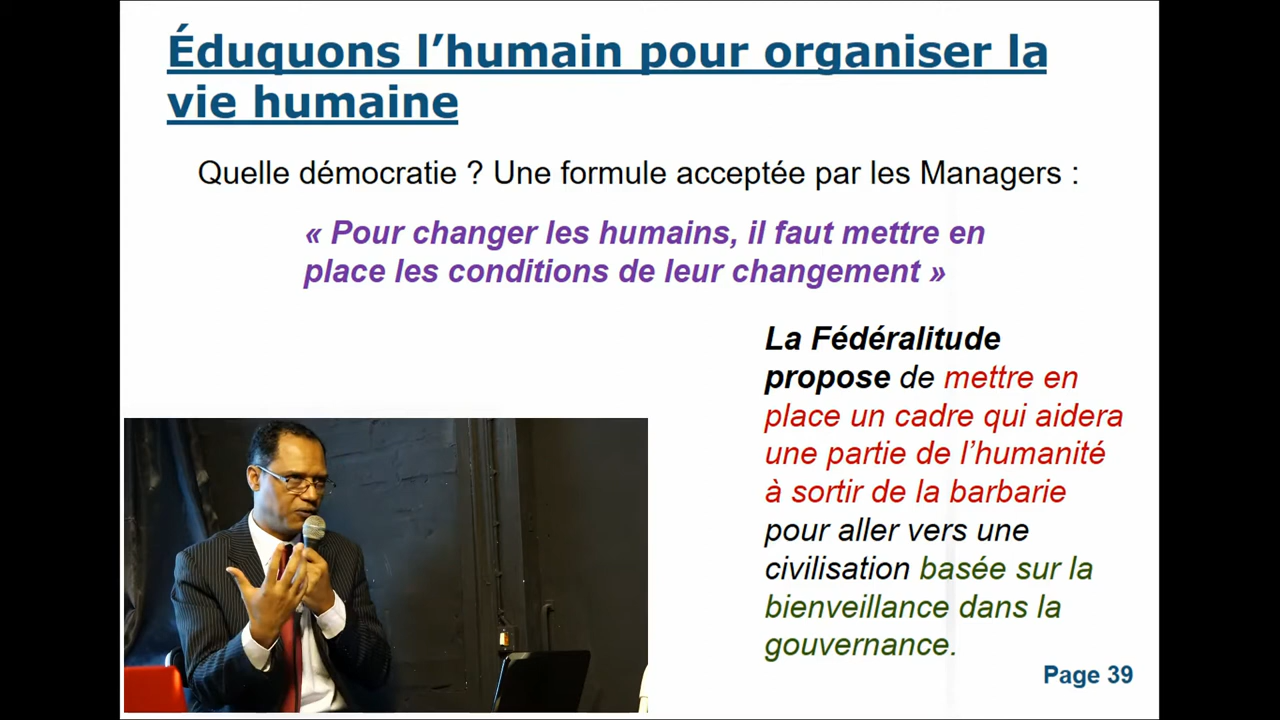 Éduquons l’humain pour organiser la
vie humaine
Quelle démocratie ? Une formule acceptée par les Managers :
« Pour changer les humains, il faut mettre en
place les conditions de leur changement »
La Fédéralitude
propose de mettre en
place un cadre qui aidera
une partie de l’humanité
à sortir de la barbarie
pour aller vers une
civilisation basée sur la
bienveillance dans la
gouvernance.
Page 39